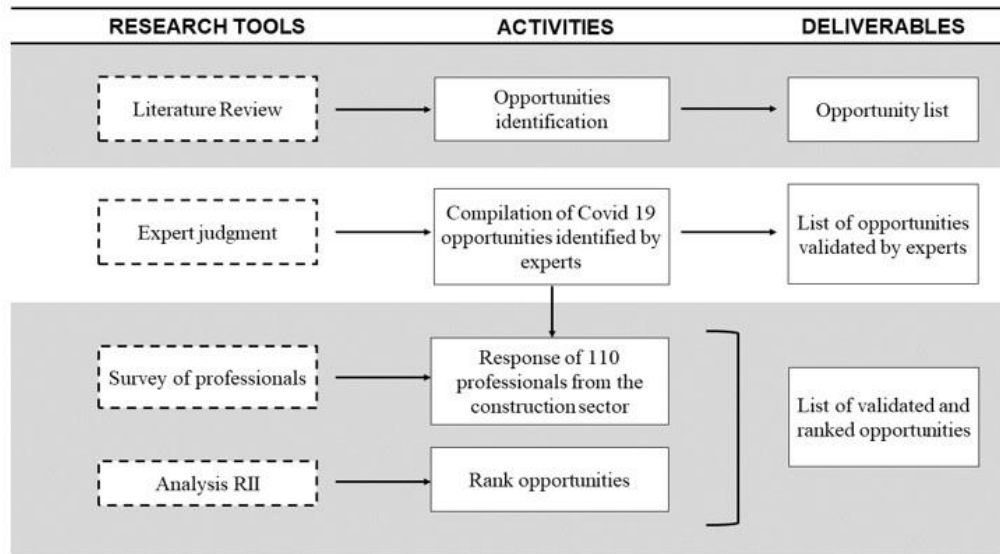 RESEARCH TOOLS
ACTIVITIES
DELIVERABLES
Literature Review
Opportunities
identification
Opportunity list
Expert judgment
Compilation of Covid 19
opportunities identified by
experts
List of opportunities
validated by experts
Survey of professionals
Response of 110
professionals from the
construction sector
List of validated and
ranked opportunities
Analysis RII
Rank opportunities